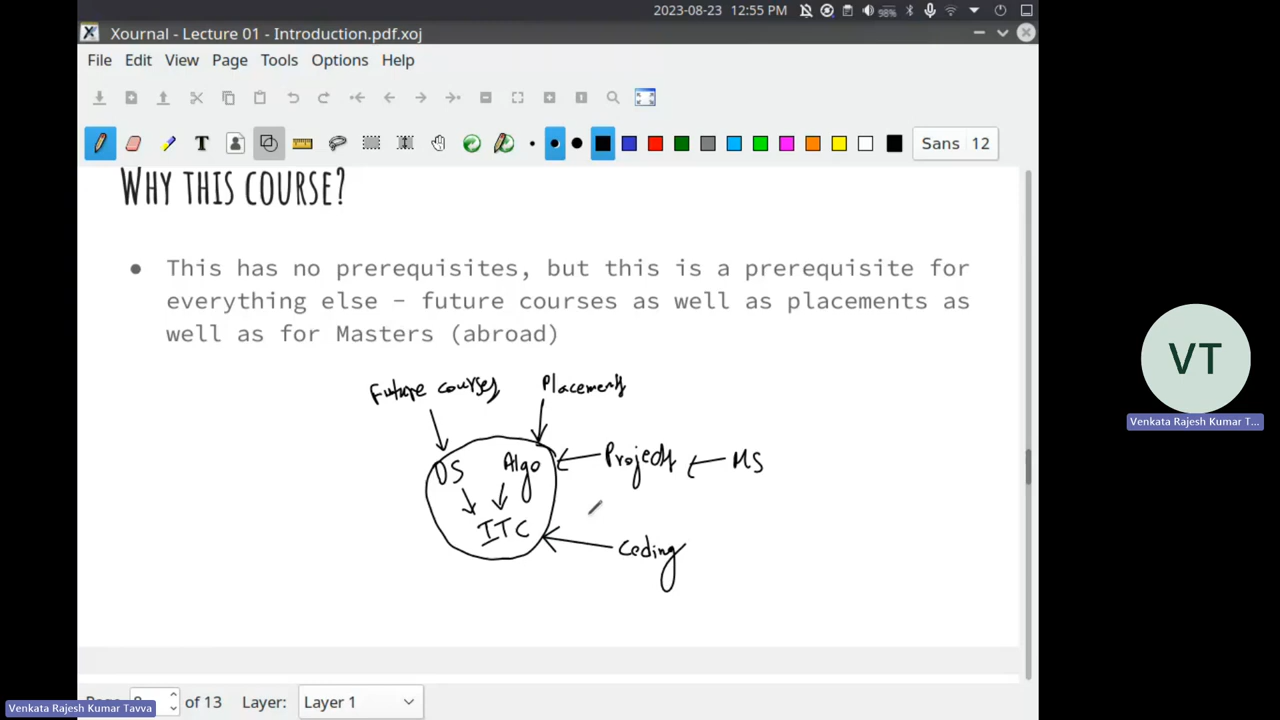 2023-08-23 12:55 PM 98%
Xournal - Lecture 01 - Introduction.pdf.xoj
File Edit View Page Tools Options Help
T Sans 12
WHY THIS COURSE?
● This has no prerequisites, but this is a prerequisite for
everything else – future courses as well as placements as
well as for Masters (abroad)
Future courses Placements
DS Algo Projects MS
ITC
Coding
VT
Venkata Rajesh Kumar T...
of 13 Layer: Layer 1
Venkata Rajesh Kumar Tavva